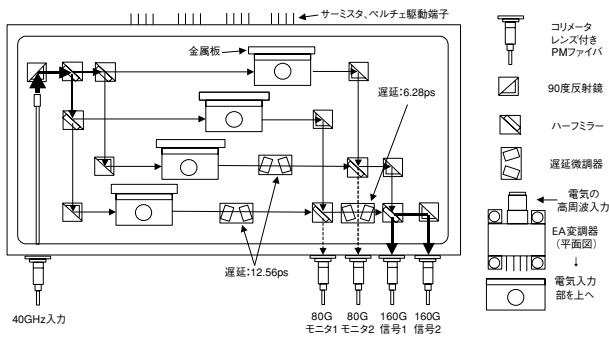 サーミスタ、ペルチェ駆動端子
金属板
遅延:6.28ps
遅延:12.56ps
40GHz入力
80G
モニタ1
80G
モニタ2
160G
信号1
160G
信号2
コリメータ
レンズ付き
PMファイバ
90度反射鏡
ハーフミラー
遅延微調器
電気の
高周波入力
EA変調器
(平面図)
↓
電気入力
部を上へ